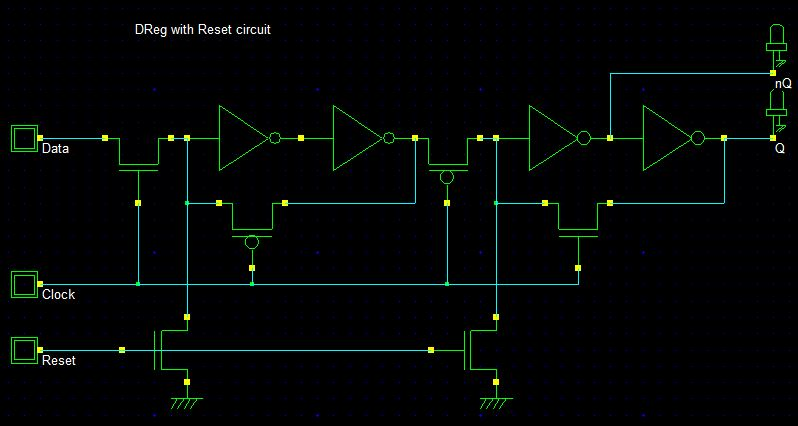 DReg with Reset circuit
nQ
Data
Q
Clock
Reset